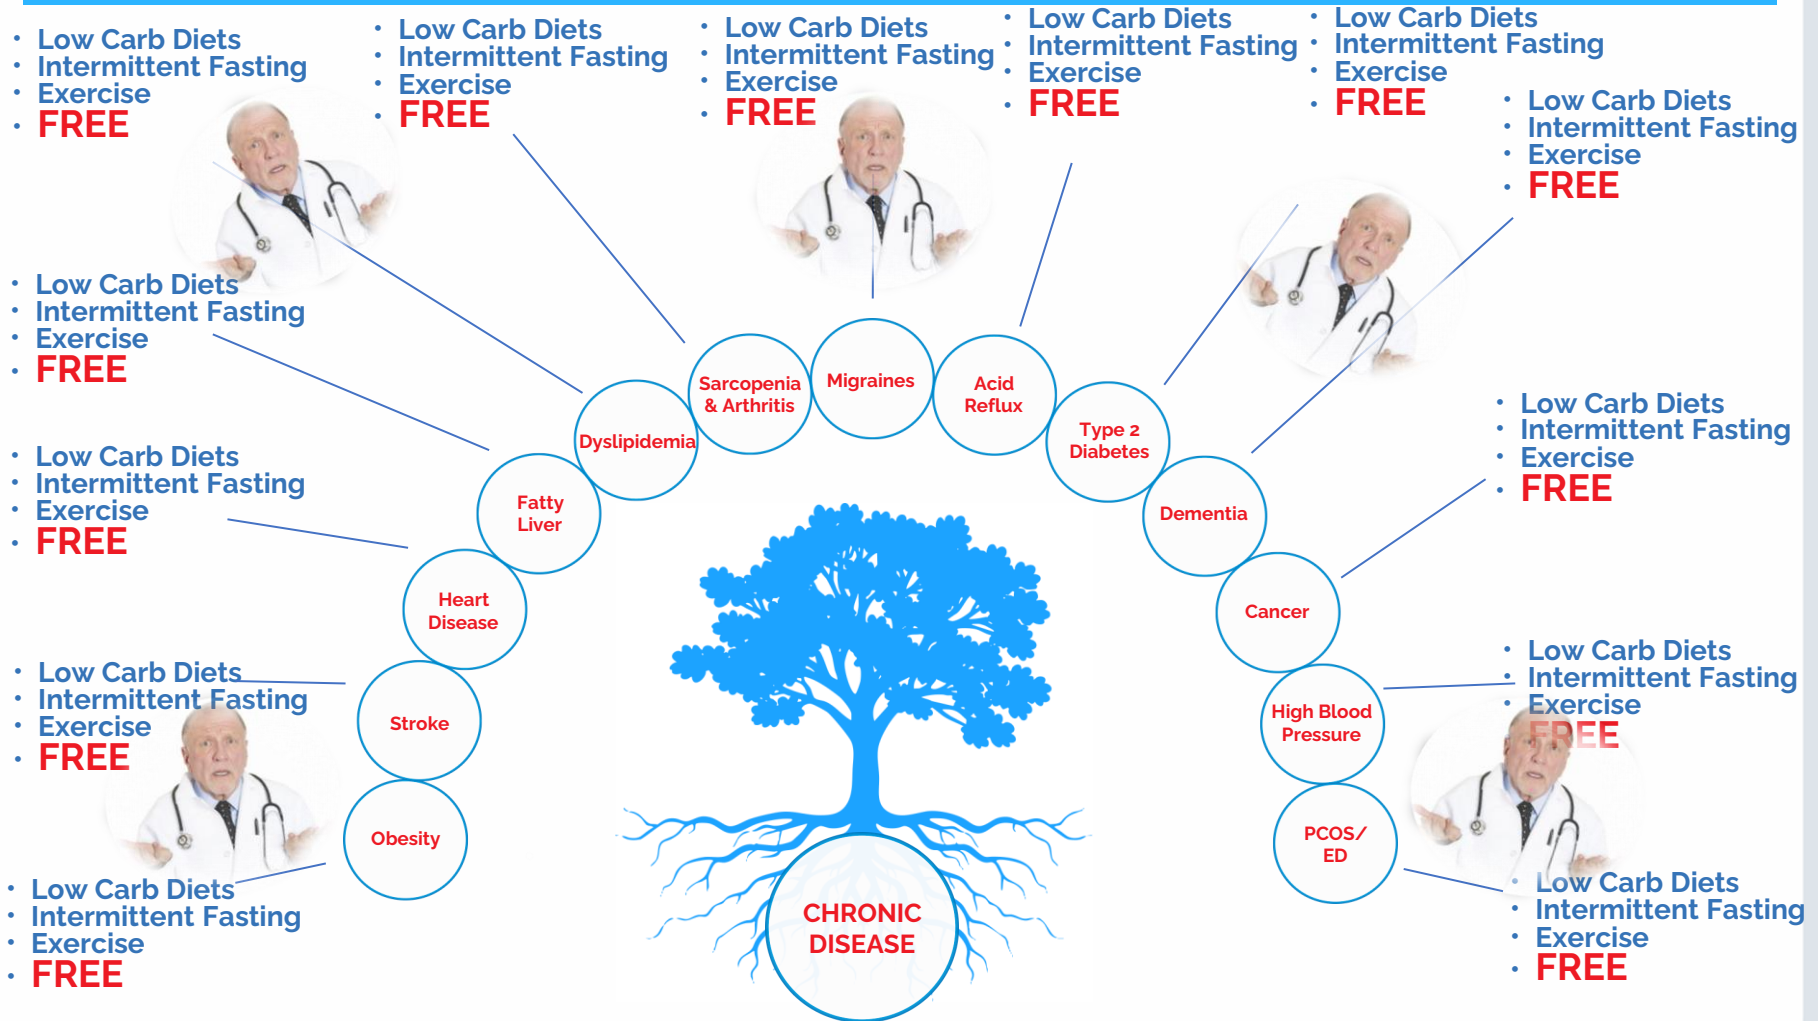 • Low Carb Diets
• Intermittent Fasting
• Exercise
• FREE
• Low Carb Diets
• Intermittent Fasting
• Exercise
• FREE
• Low Carb Diets
• Intermittent Fasting
• Exercise
• FREE
• Low Carb Diets
• Intermittent Fasting
• Exercise
• FREE
• Low Carb Diets
• Intermittent Fasting
• Exercise
• FREE
• Low Carb Diets
• Intermittent Fasting
• Exercise
• FREE
• Low Carb Diets
• Intermittent Fasting
• Exercise
• FREE
• Low Carb Diets
• Intermittent Fasting
• Exercise
• FREE
• Low Carb Diets
• Intermittent Fasting
• Exercise
• FREE
• Low Carb Diets
• Intermittent Fasting
• Exercise
• FREE
• Low Carb Diets
• Intermittent Fasting
• Exercise
FREE
• Low Carb Diets
• Intermittent Fasting
• Exercise
• FREE
• Low Carb Diets
• Intermittent Fasting
• Exercise
• FREE
Obesity
Stroke
Heart
Disease
Fatty
Liver
Dyslipidemia
Sarcopenia
& Arthritis
Migraines
Acid
Reflux
Type 2
Diabetes
Dementia
Cancer
High Blood
Pressure
PCOS/
ED
CHRONIC
DISEASE